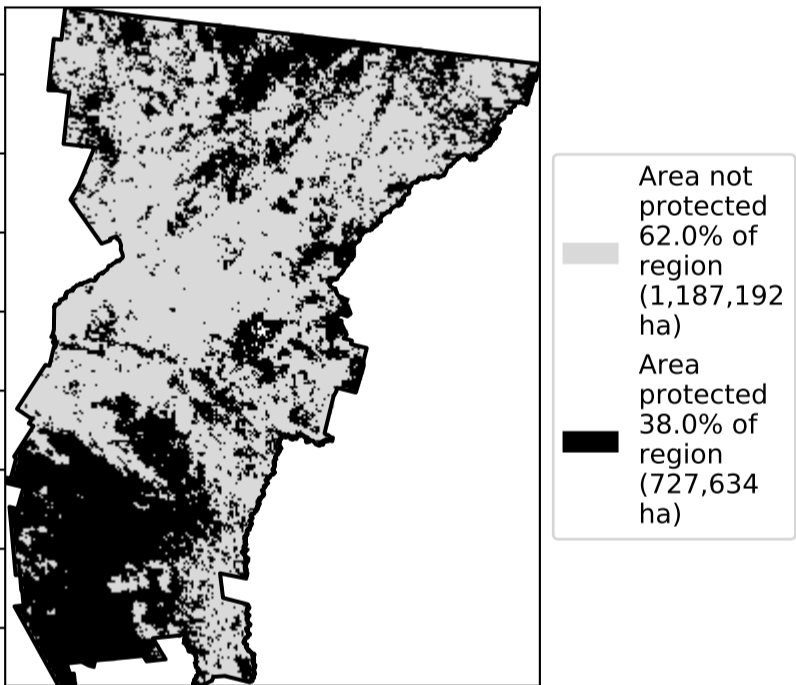 Area not
protected
62.0% of
region
(1,187,192
ha)
Area
protected
38.0% of
region
(727,634
ha)